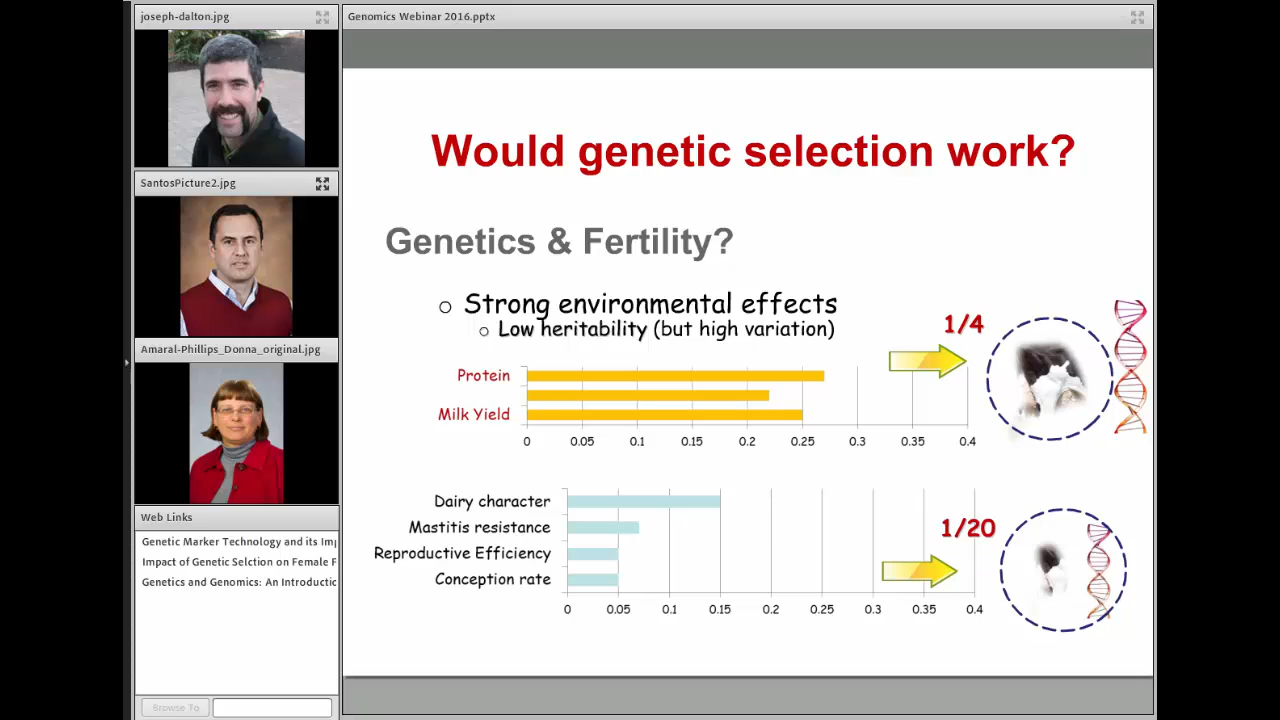 joseph-dalton.jpg
SantosPicture2.jpg
Amaral-Phillips_Donna_original.jpg
Web Links
Genetic Marker Technology and its Imp
Impact of Genetic Selction on Female F
Genetics and Genomics: An Introductic
Browse To
Genomics Webinar 2016.pptx
Would genetic selection work?
Genetics & Fertility?
o Strong environmental effects
o Low heritability (but high variation)
1/4
Protein
Milk Yield
0 0.05 0.1 0.15 0.2 0.25 0.3 0.35 0.4
Dairy character
Mastitis resistance
1/20
Reproductive Efficiency
Conception rate
0 0.05 0.1 0.15 0.2 0.25 0.3 0.35 0.4